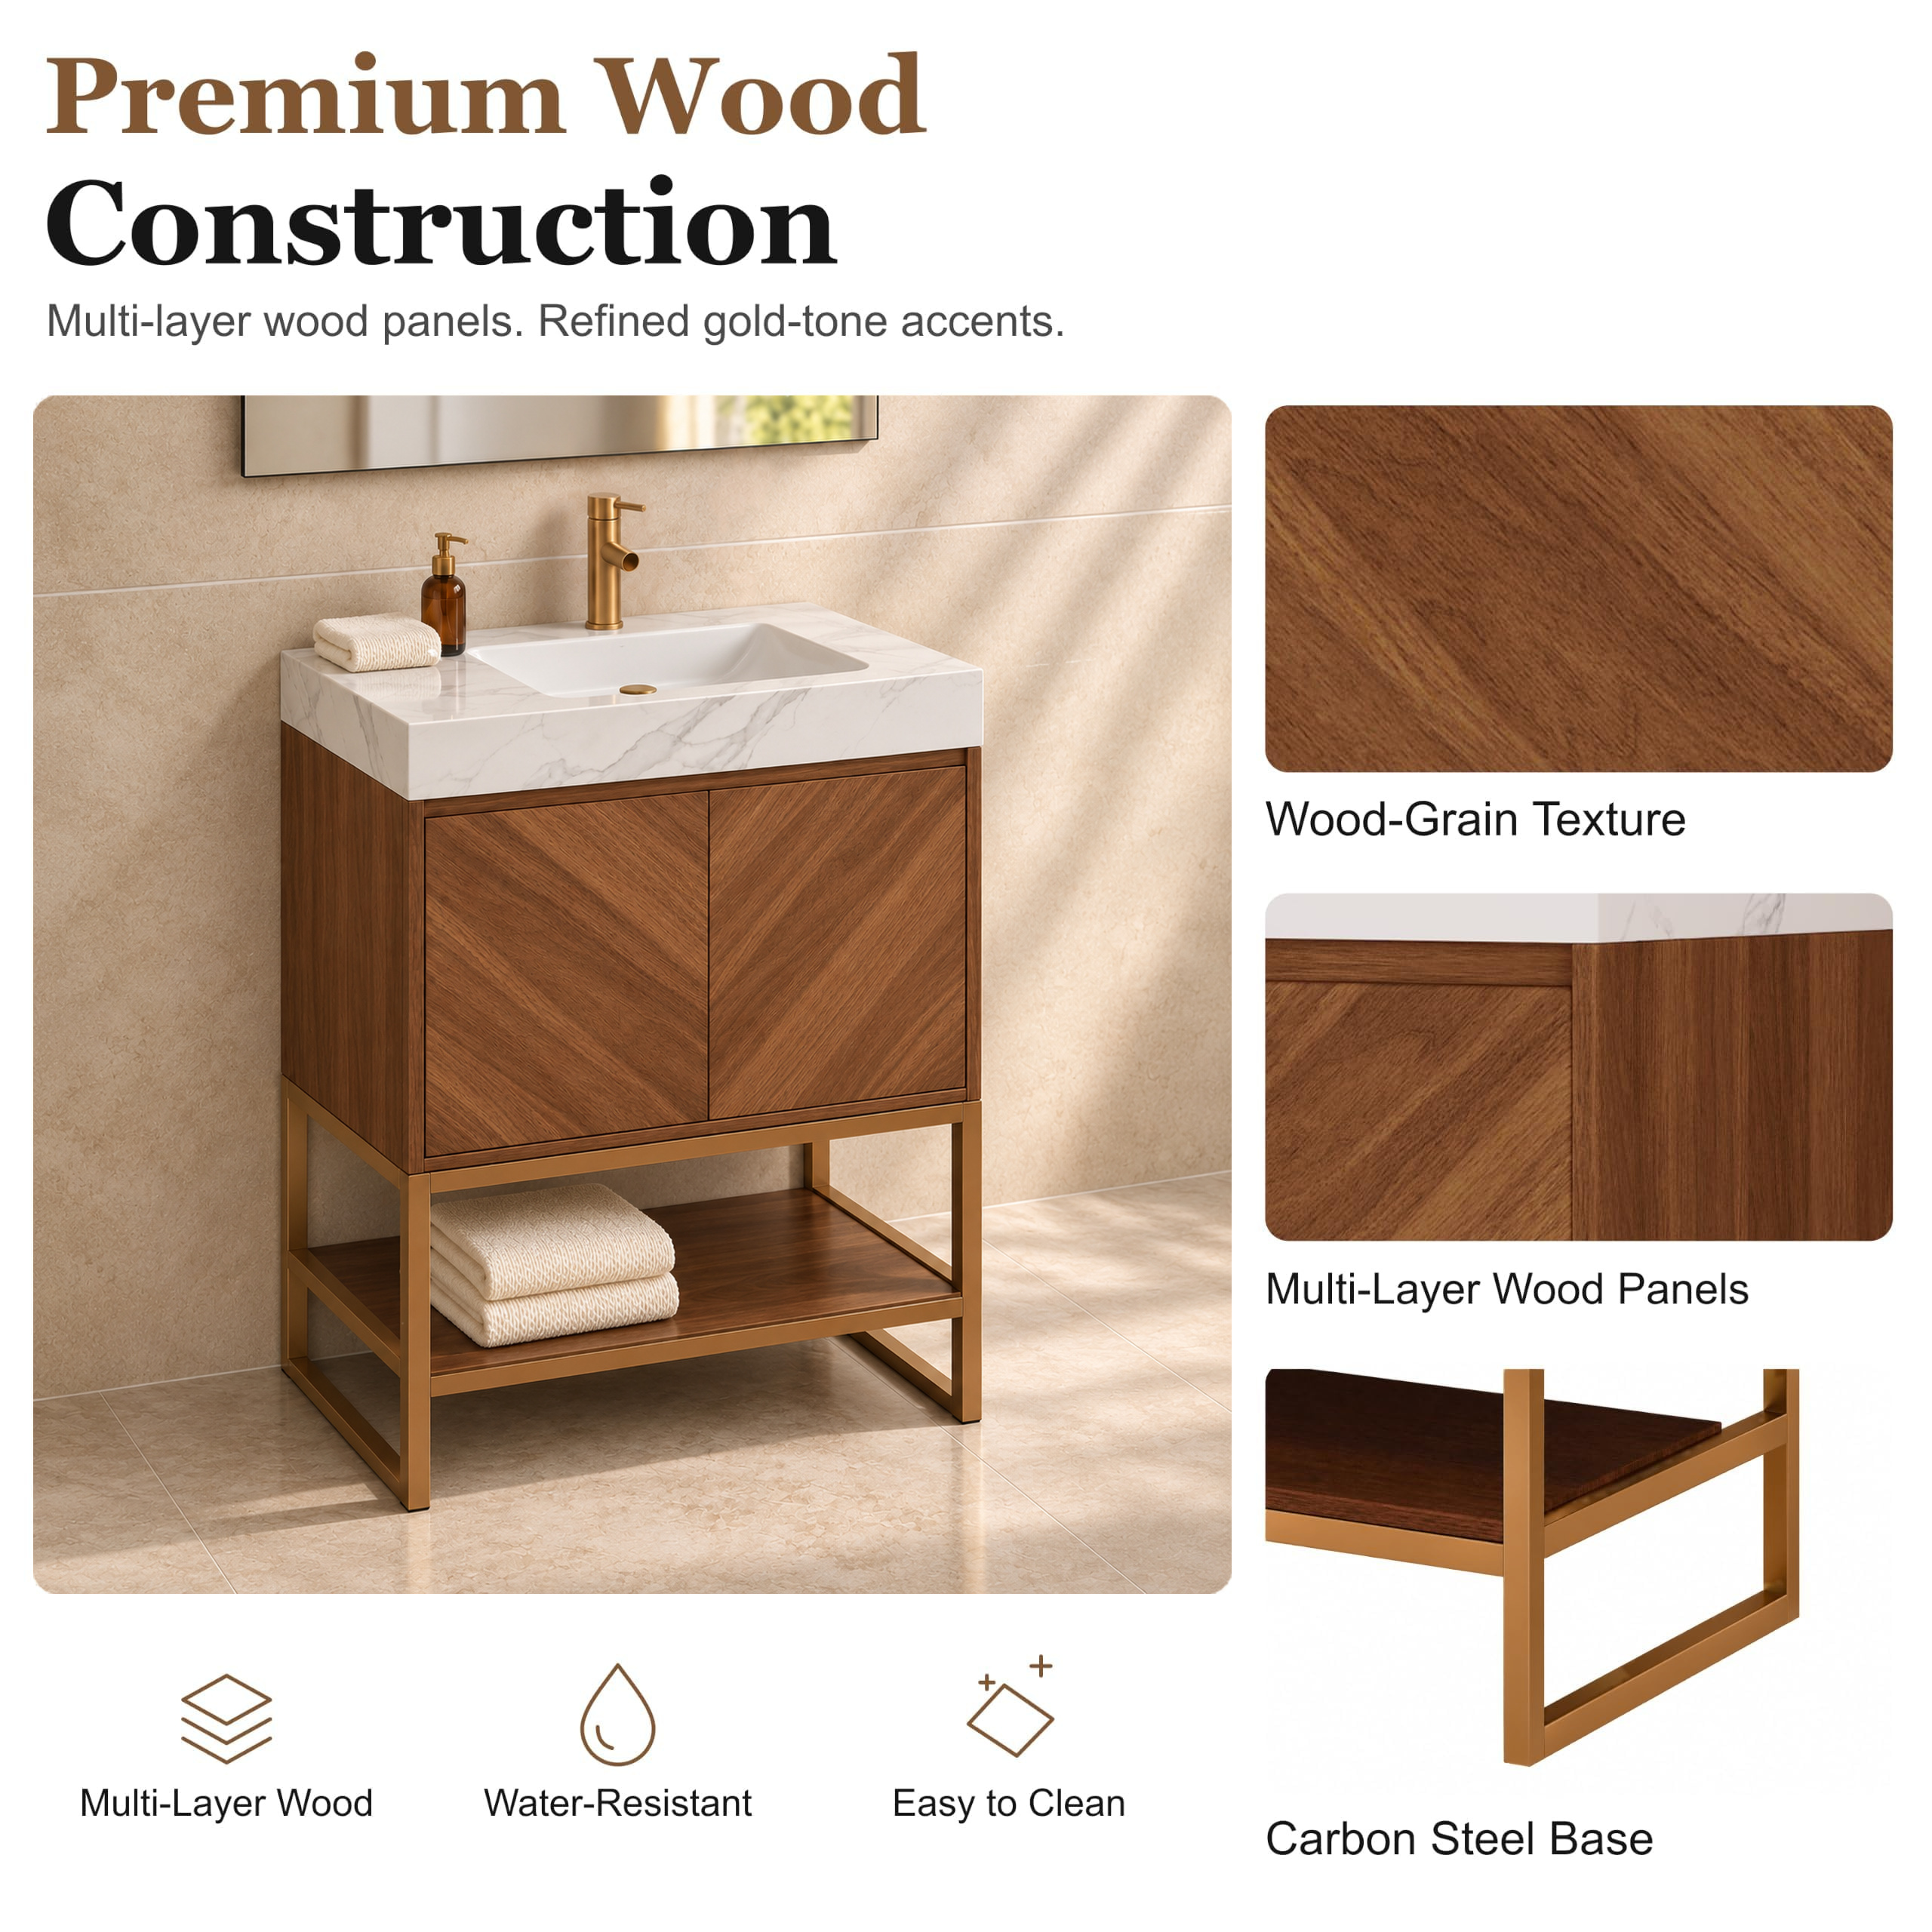 Premium Wood
Construction
Multi-layer wood panels. Refined gold-tone accents.
Wood-Grain Texture
Multi-Layer Wood Panels
Carbon Steel Base
Multi-Layer Wood
Water-Resistant
Easy to Clean